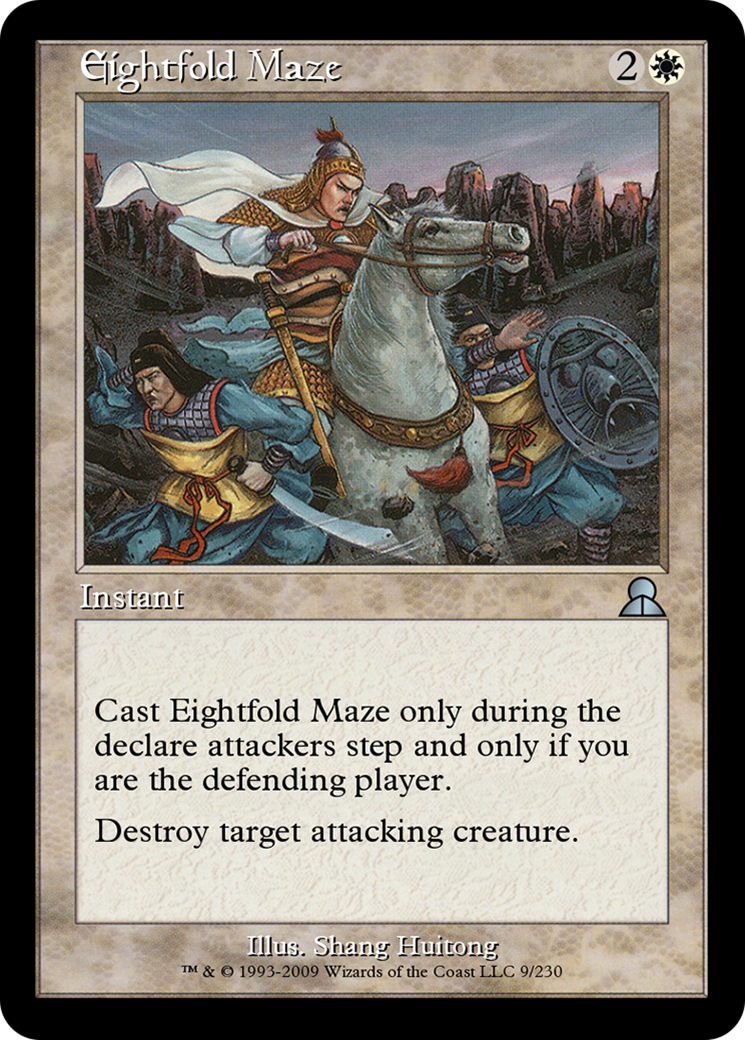 Eightfold Maze 2
Instant
Cast Eightfold Maze only during the
declare attackers step and only if you
are the defending player.
Destroy target attacking creature.
Illus. Shang Huitong
™ & © 1993-2009 Wizards of the Coast LLC 9/230